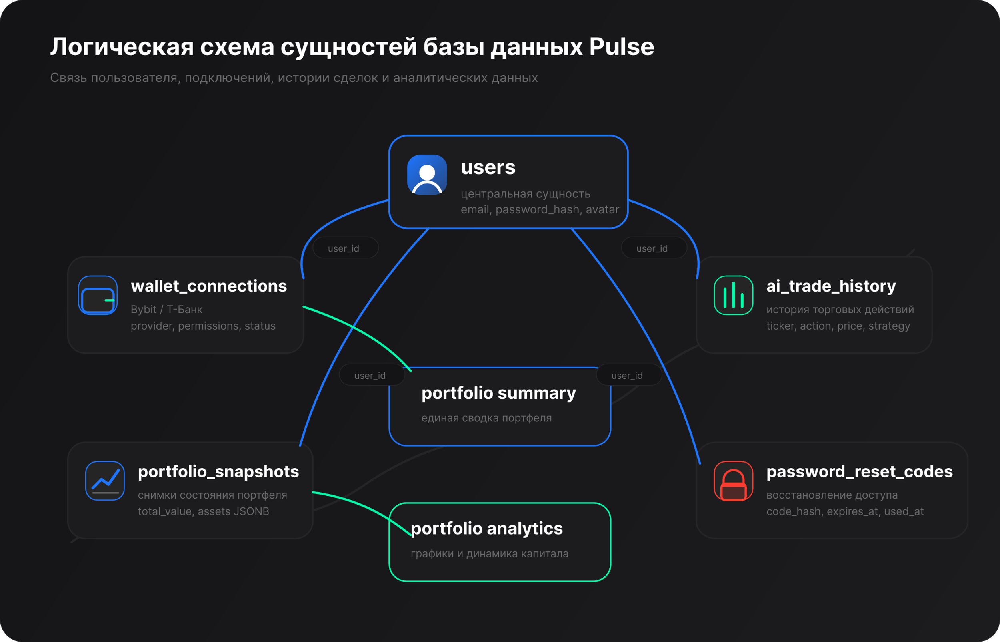 Логическая схема сущностей базы данных Pulse
Связь пользователя, подключений, истории сделок и аналитических данных
users
центральная сущность
email, password_hash, avatar
user_id
user_id
wallet_connections
Bybit / Т-Банк
provider, permissions, status
ai_trade_history
история торговых действий
ticker, action, price, strategy
user_id
user_id
portfolio summary
единая сводка портфеля
portfolio_snapshots
снимки состояния портфеля
total_value, assets JSONB
password_reset_codes
восстановление доступа
code_hash, expires_at, used_at
portfolio analytics
графики и динамика капитала